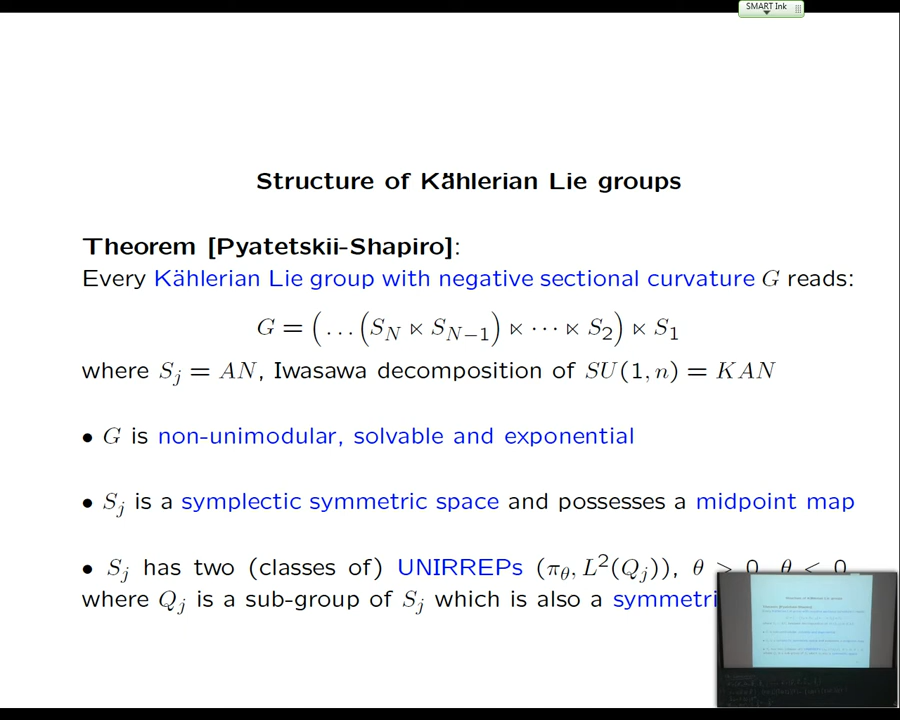 SMART Ink
Structure of Kählerian Lie groups
Theorem [Pyatetskii-Shapiro]:
Every Kählerian Lie group with negative sectional curvature G reads:
G = (…(S_N ⋉ S_{N−1}) ⋉ ⋯ ⋉ S_2) ⋉ S_1
where S_j = AN, Iwasawa decomposition of SU(1, n) = KAN
• G is non-unimodular, solvable and exponential
• S_j is a symplectic symmetric space and possesses a midpoint map
• S_j has two (classes of) UNIRREPs (π_θ, L²(Q_j)), θ > 0, θ < 0
where Q_j is a sub-group of S_j which is also a